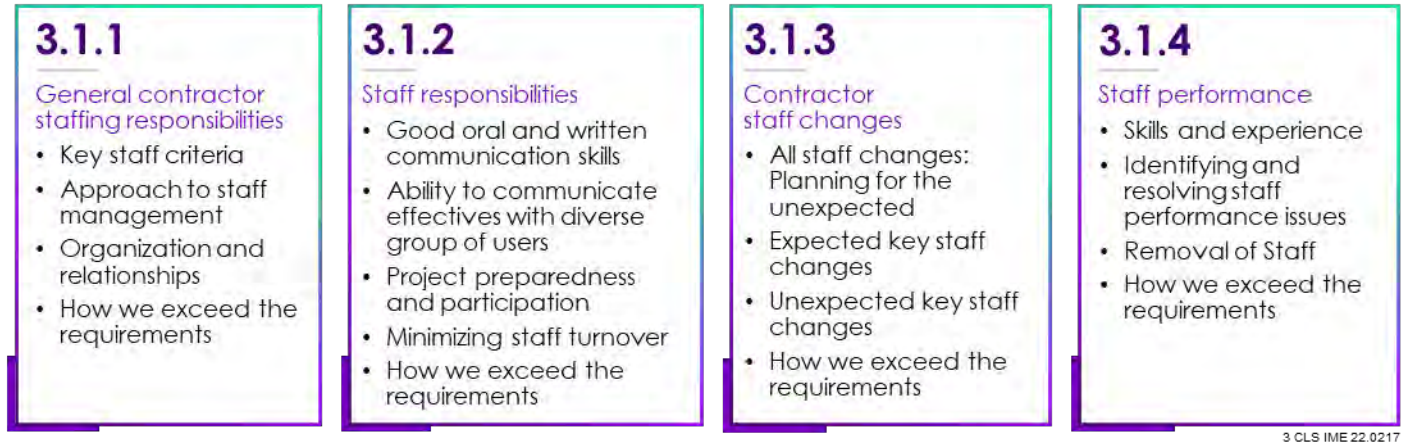 3.1.1
General contractor
staffing responsibilities
• Key staff criteria
• Approach to staff
management
• Organization and
relationships
• How we exceed the
requirements
3.1.2
Staff responsibilities
• Good oral and written
communication skills
• Ability to communicate
effectives with diverse
group of users
• Project preparedness
and participation
• Minimizing staff turnover
• How we exceed the
requirements
3.1.3
Contractor
staff changes
• All staff changes:
Planning for the
unexpected
• Expected key staff
changes
• Unexpected key staff
changes
• How we exceed the
requirements
3.1.4
Staff performance
• Skills and experience
• Identifying and
resolving staff
performance issues
• Removal of Staff
• How we exceed the
requirements
3 CLS IME 22.0217